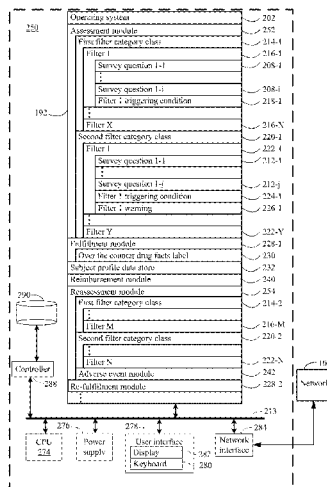 250
Operating system 202
Assessment module 252
First filter category class 214-1
Filter 1 216-1
Survey question 1-1 208-1
Survey question 1-i 208-i
Filter 1 triggering condition 218-1
192
Filter X 216-X
Second filter category class 220-1
Filter 1 222-1
Survey question 1-1 212-1
Survey question 1-j 212-j
Filter 1 triggering condition 224-1
Filter 1 warning 226-1
Filter Y 222-Y
Fulfillment module 228-1
Over the counter drug facts label 230
Subject profile data store 232
Reimbursement module 240
Reassessment module 254
First filter category class 214-2
290
Filter M 216-M
Second filter category class 220-2
Filter N 222-N
Adverse event module 242
Controller 288
Re-fulfillment module 228-2
Network
213
276
278
284
CPU 274
Power supply
User interface
Display 282
Keyboard 280
Network interface